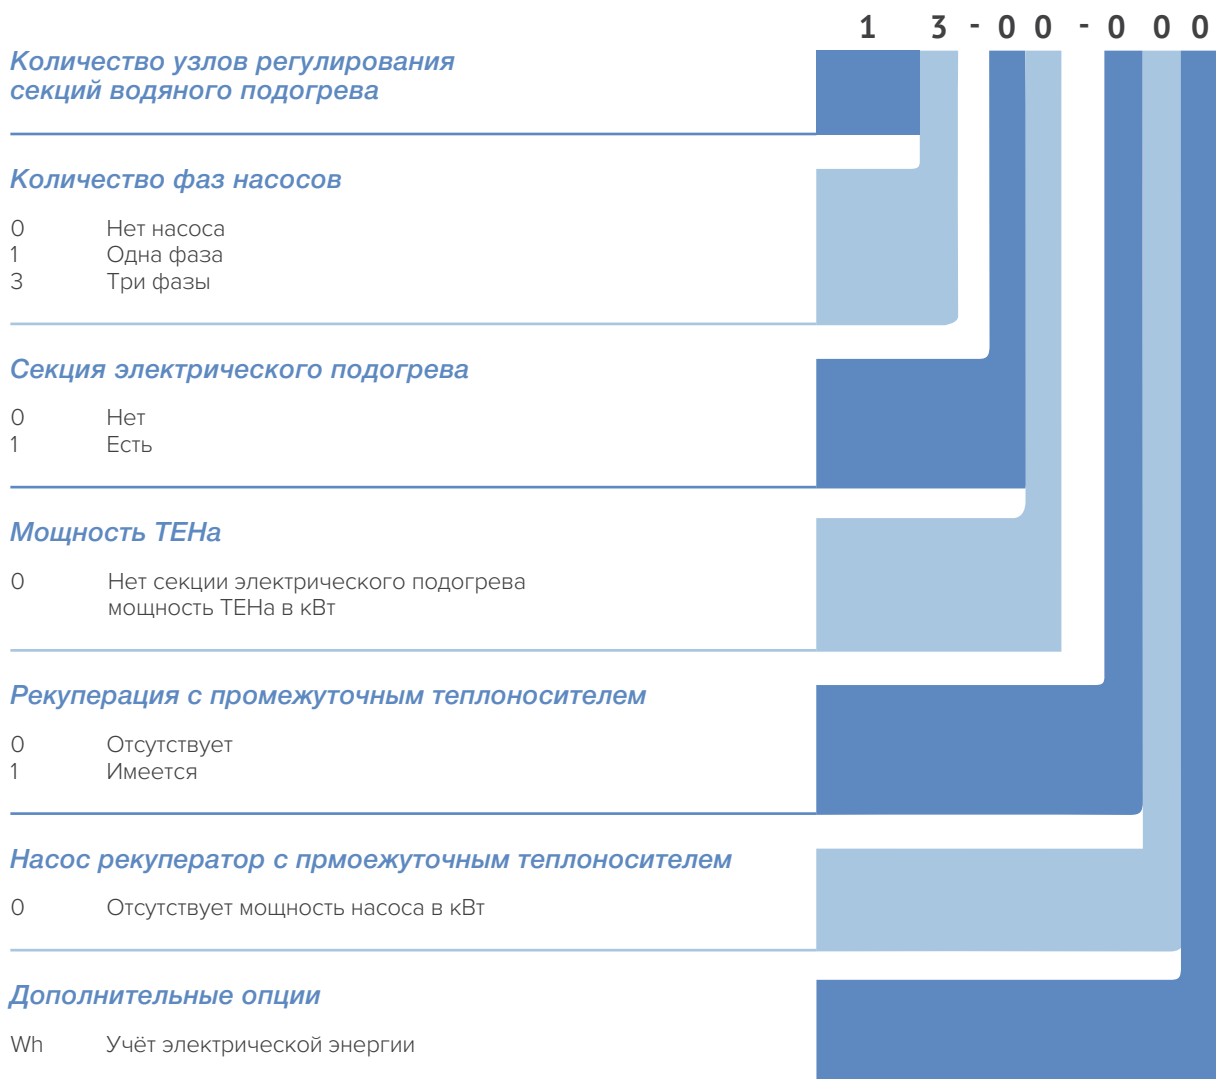 1 3 - 0 0 - 0 0 0
Количество узлов регулирования
секций водяного подогрева
Количество фаз насосов
0 Нет насоса
1 Одна фаза
3 Три фазы
Секция электрического подогрева
0 Нет
1 Есть
Мощность ТЕНа
0 Нет секции электрического подогрева
мощность ТЕНа в кВт
Рекуперация с промежуточным теплоносителем
0 Отсутствует
1 Имеется
Насос рекуператор с прмоежуточным теплоносителем
0 Отсутствует мощность насоса в кВт
Дополнительные опции
Wh Учёт электрической энергии